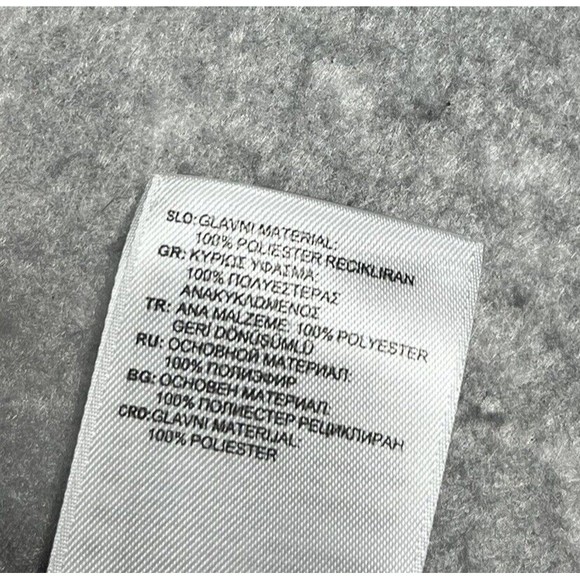 SLO: GLAVNI MATERIAL:
100% POLIESTER RECIKLIRAN
GR: ΚΥΡΙΩΣ ΥΦΑΣΜΑ:
100% ΠΟΛΥΕΣΤΕΡΑΣ
ΑΝΑΚΥΚΛΩΜΕΝΟΣ
TR: ANA MALZEME: 100% POLYESTER
GERİ DÖNÜŞÜMLÜ
RU: ОСНОВНОЙ МАТЕРИАЛ:
100% ПОЛИЭФИР
BG: ОСНОВЕН МАТЕРИАЛ:
100% ПОЛИЕСТЕР РЕЦИКЛИРАН
CRO: GLAVNI MATERIJAL:
100% POLIESTER